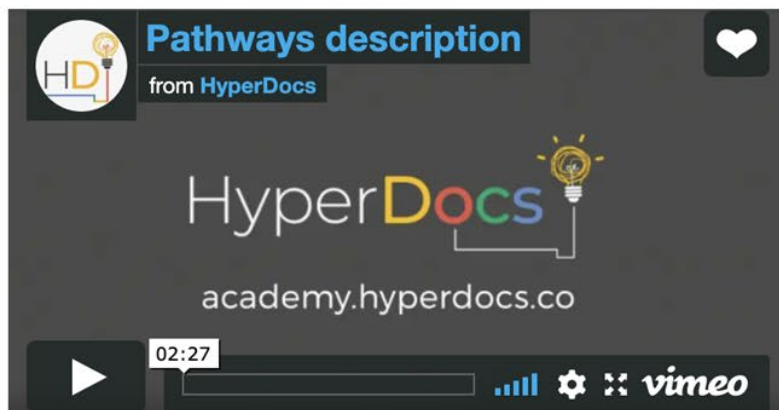 HD
Pathways description
from HyperDocs
HyperDocs
academy.hyperdocs.co
02:27
vimeo